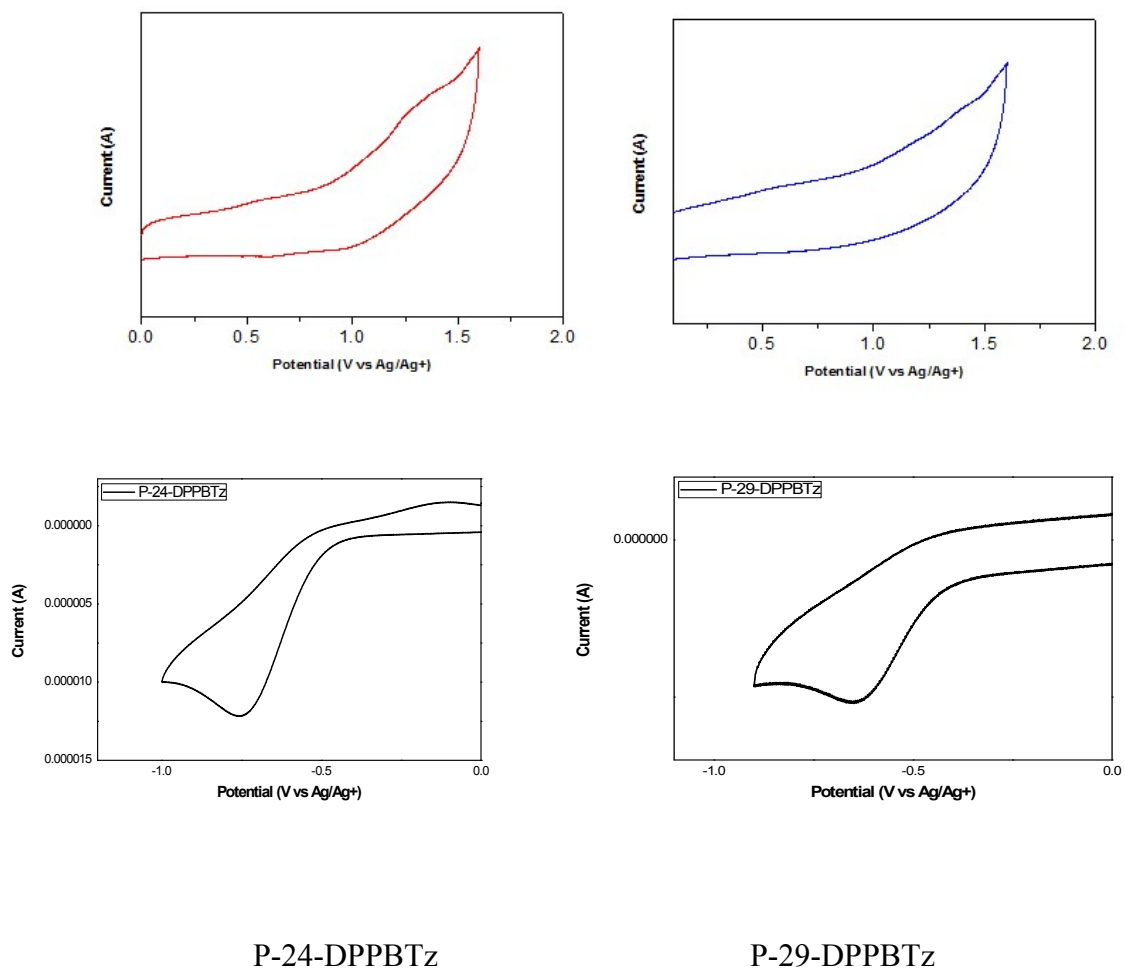 Current (A)
0.0 0.5 1.0 1.5 2.0
Potential (V vs Ag/Ag+)
Current (A)
0.5 1.0 1.5 2.0
Potential (V vs Ag/Ag+)
P-24-DPPBTz
0.000000
0.000005
0.000010
0.000015
Current (A)
-1.0 -0.5 0.0
Potential (V vs Ag/Ag+)
P-29-DPPBTz
0.000000
Current (A)
-1.0 -0.5 0.0
Potential (V vs Ag/Ag+)
P-24-DPPBTz P-29-DPPBTz